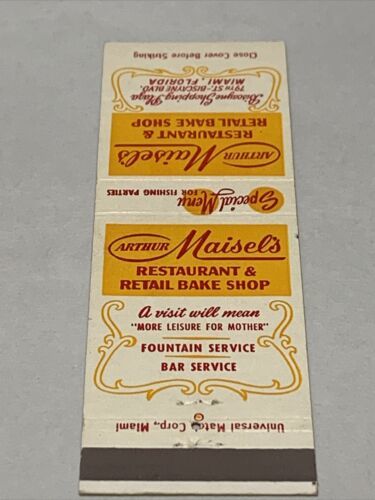 Close Cover Before Striking
Biscayne Shopping Plaza
79TH ST.-BISCAYNE BLVD.
MIAMI, FLORIDA
ARTHUR Maisel's
RESTAURANT &
RETAIL BAKE SHOP
Special Menu
FOR FISHING PARTIES
ARTHUR Maisel's
RESTAURANT &
RETAIL BAKE SHOP
A visit will mean
"MORE LEISURE FOR MOTHER"
FOUNTAIN SERVICE
BAR SERVICE
Universal Match Corp., Miami